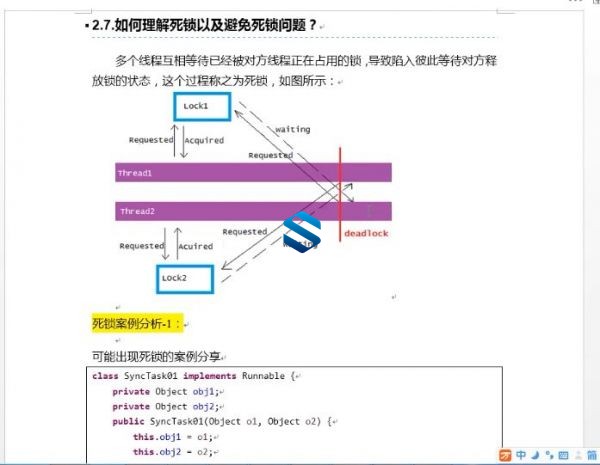 2.7.如何理解死锁以及避免死锁问题？
多个线程互相等待已经被对方线程正在占用的锁,导致陷入彼此等待对方释
放锁的状态，这个过程称之为死锁，如图所示：
Lock1
waiting
Requested
Acquired
Requested
Thread1
Thread2
Requested
deadlock
Requested
Acuired
Lock2
死锁案例分析-1：
可能出现死锁的案例分享
class SyncTask01 implements Runnable {
private Object obj1;
private Object obj2;
public SyncTask01(Object o1, Object o2) {
this.obj1 = o1;
this.obj2 = o2;
中
简